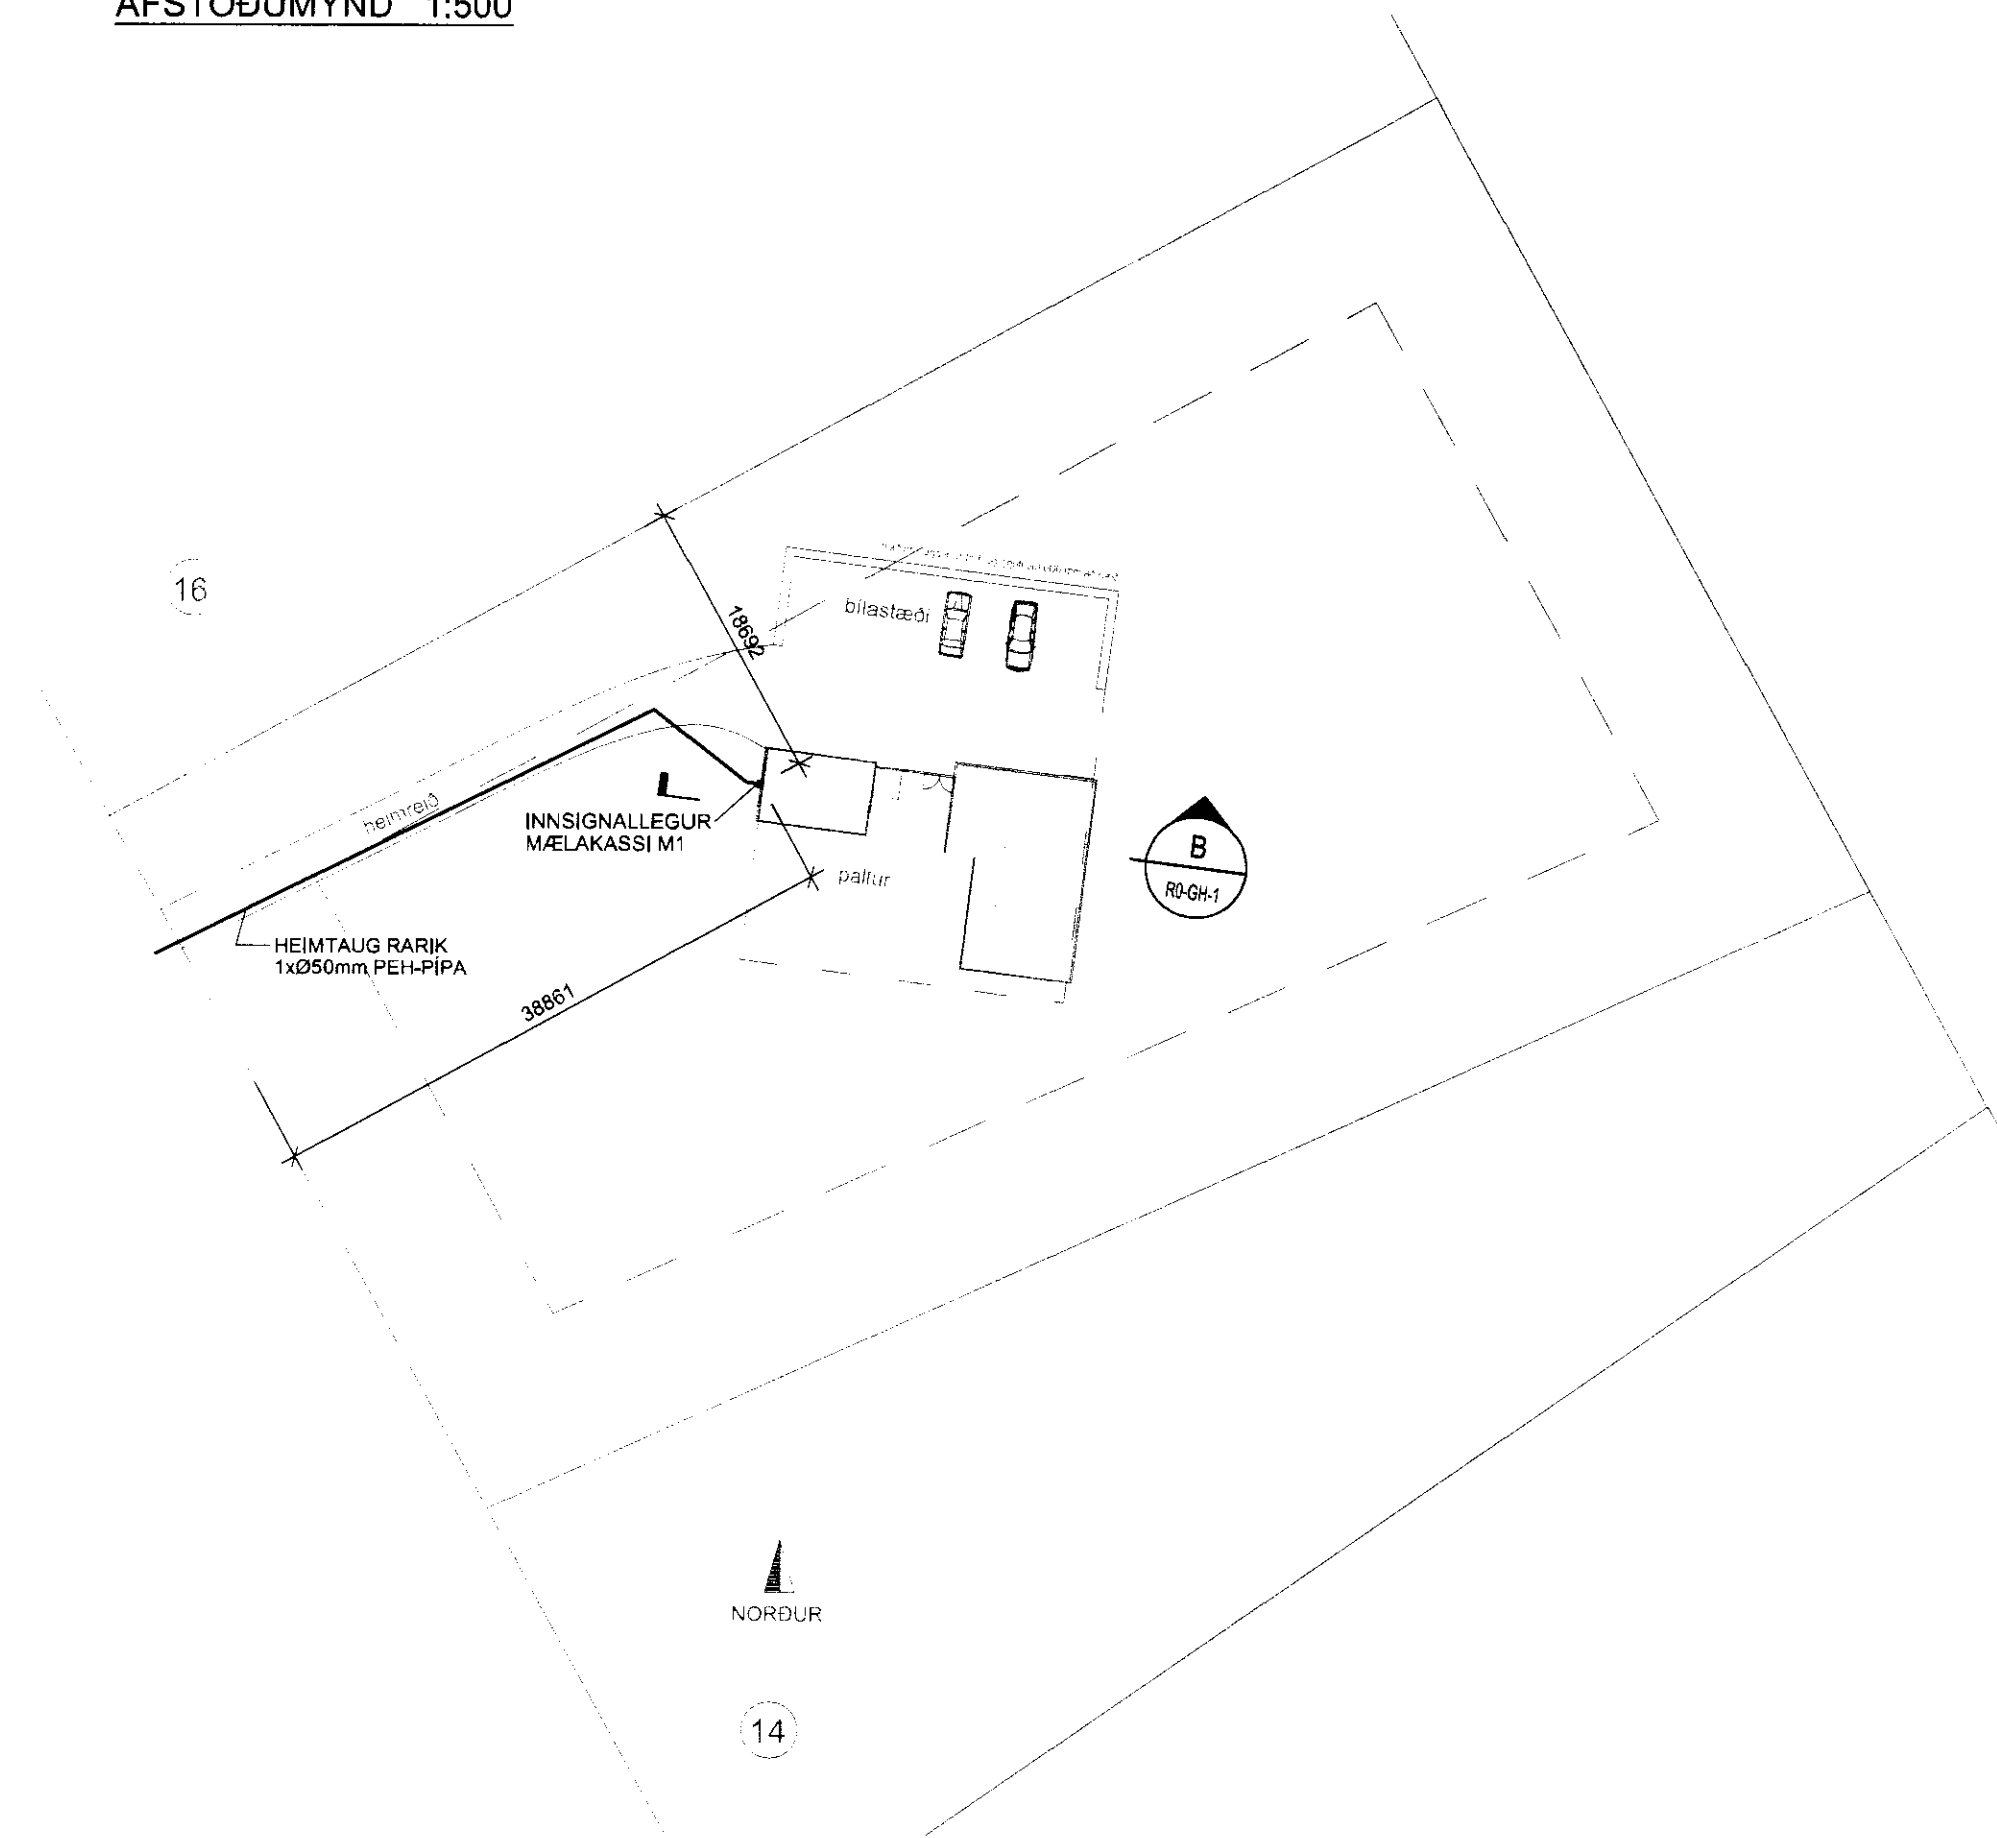 AFSTÖÐUMYND 1:500
16
18692
bílastæði
heimreið
INNSIGNALLEGUR
MÆLAKASSI M1
pallur
B
R0-GH-1
HEIMTAUG RARIK
1xØ50mm PEH-PÍPA
38861
NORÐUR
14